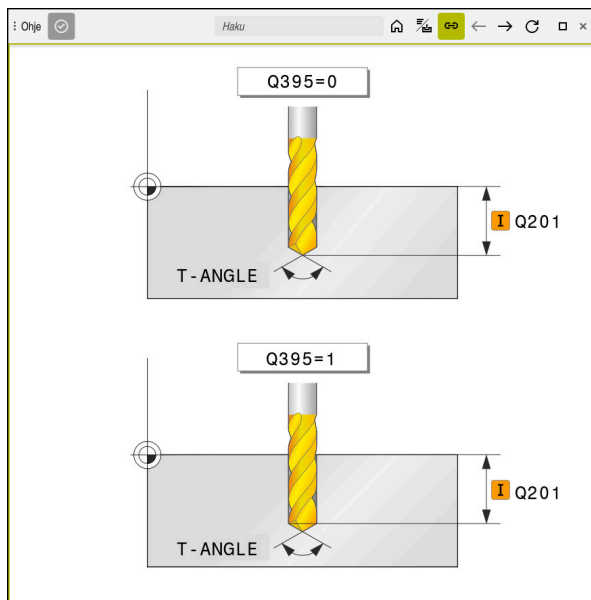 Ohje
Haku
Q395=0
I Q201
T-ANGLE
Q395=1
I Q201
T-ANGLE